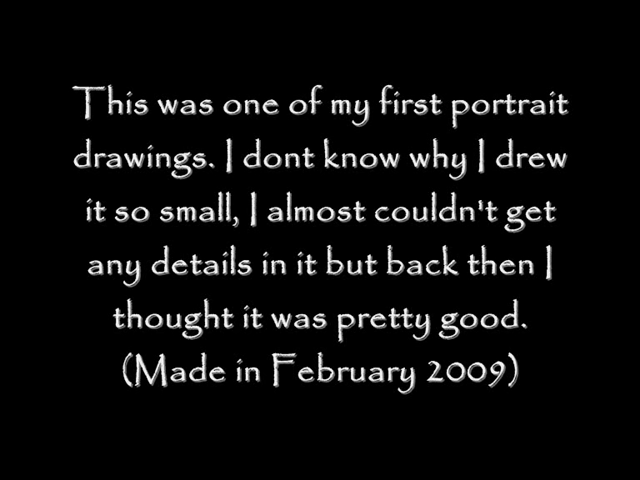 This was one of my first portrait
drawings. I dont know why I drew
it so small, I almost couldn't get
any details in it but back then I
thought it was pretty good.
(Made in February 2009)